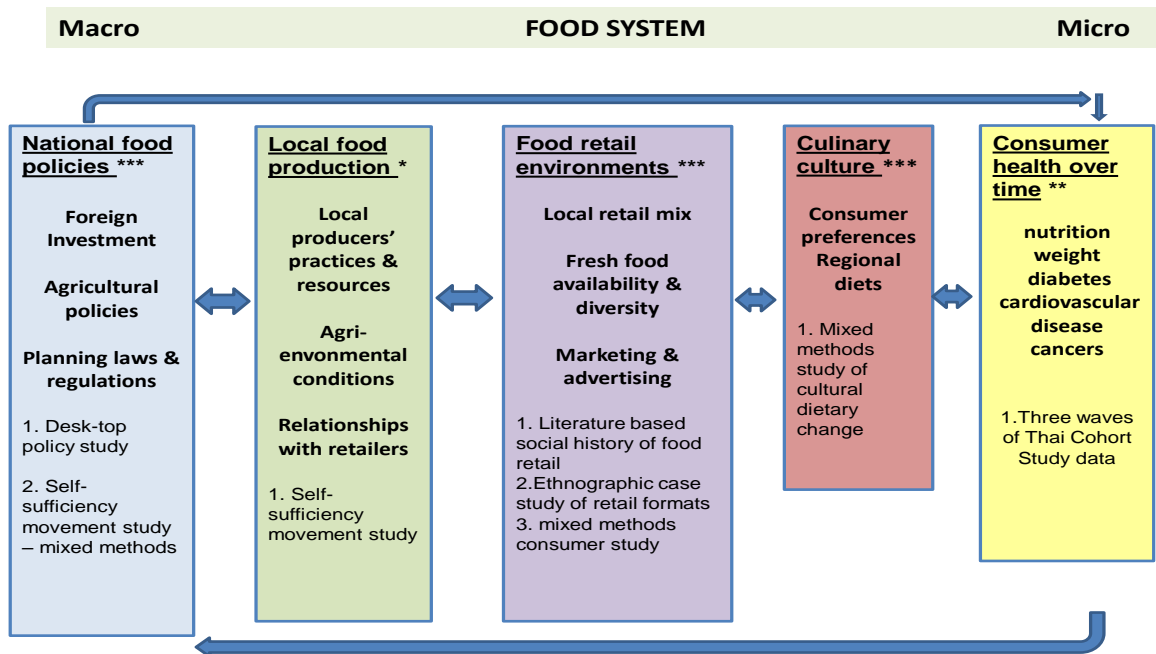 Macro FOOD SYSTEM Micro
National food
policies ***
Foreign
Investment
Agricultural
policies
Planning laws &
regulations
1. Desk-top
policy study
2. Self-
sufficiency
movement study
– mixed methods
Local food
production *
Local
producers’
practices &
resources
Agri-
envonmental
conditions
Relationships
with retailers
1. Self-
sufficiency
movement study
Food retail
environments ***
Local retail mix
Fresh food
availability &
diversity
Marketing &
advertising
1. Literature based
social history of food
retail
2.Ethnographic case
study of retail formats
3. mixed methods
consumer study
Culinary
culture ***
Consumer
preferences
Regional
diets
1. Mixed
methods
study of
cultural
dietary
change
Consumer
health over
time **
nutrition
weight
diabetes
cardiovascular
disease
cancers
1.Three waves
of Thai Cohort
Study data